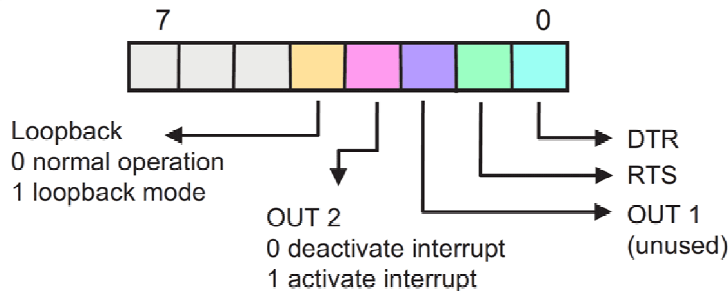 7 0
Loopback
0 normal operation
1 loopback mode
OUT 2
0 deactivate interrupt
1 activate interrupt
DTR
RTS
OUT 1
(unused)